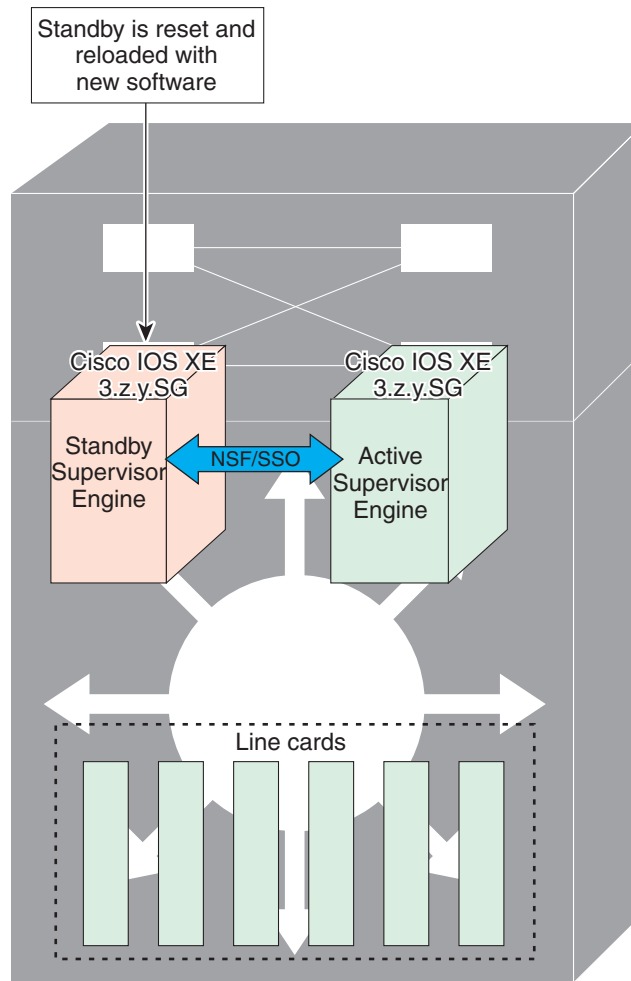 Standby is reset and
reloaded with
new software
Cisco IOS XE
3.z.y.SG
Cisco IOS XE
3.z.y.SG
Standby
Supervisor
Engine
NSF/SSO
Active
Supervisor
Engine
Line cards